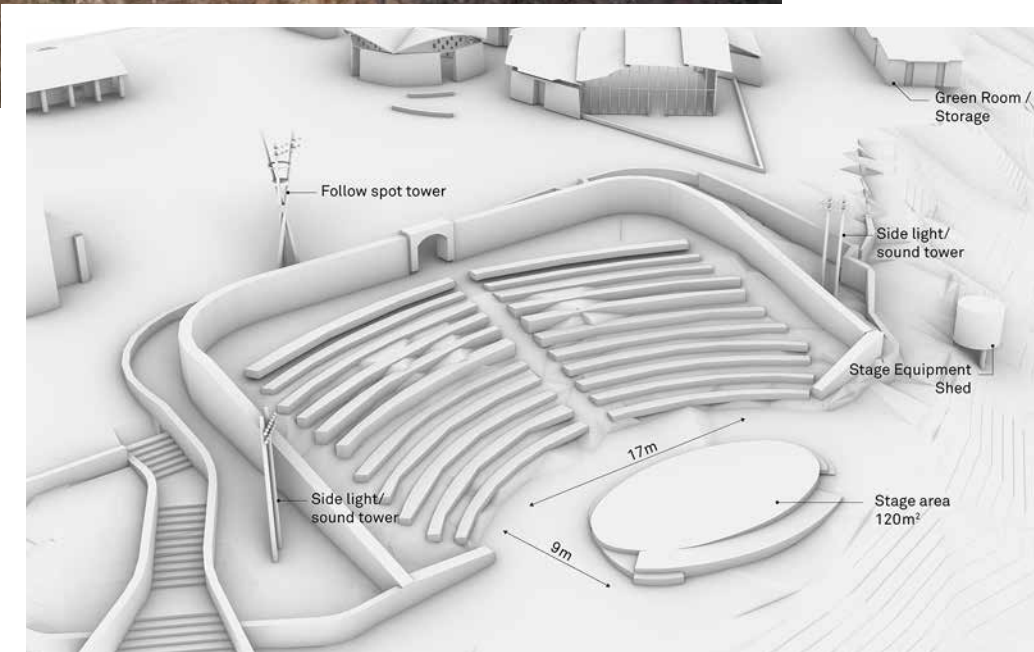 Green Room /
Storage
Follow spot tower
Side light/
sound tower
Stage Equipment
Shed
17m
Side light/
sound tower
Stage area
120m²
9m